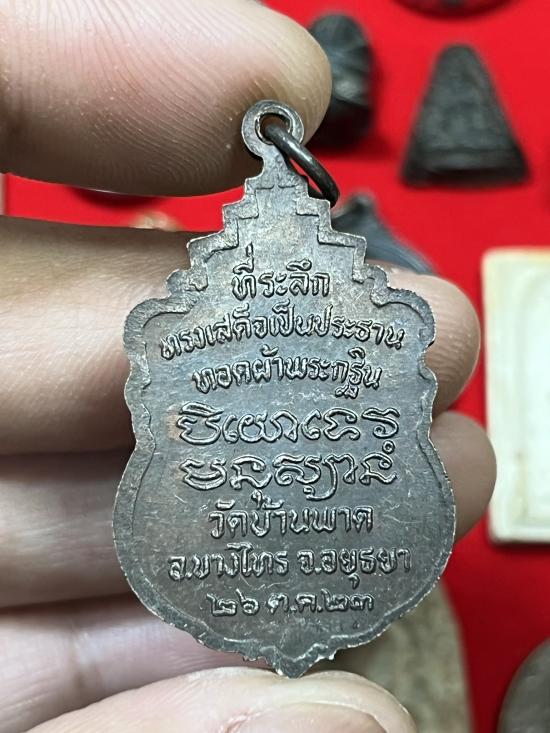 ที่ระลึก
ทรงเสด็จเป็นประธาน
ทอดผ้าพระกฐิน
วัดบ้านพาด
อ.บางไทร จ.อยุธยา
๒๖ ต.ค.๒๓